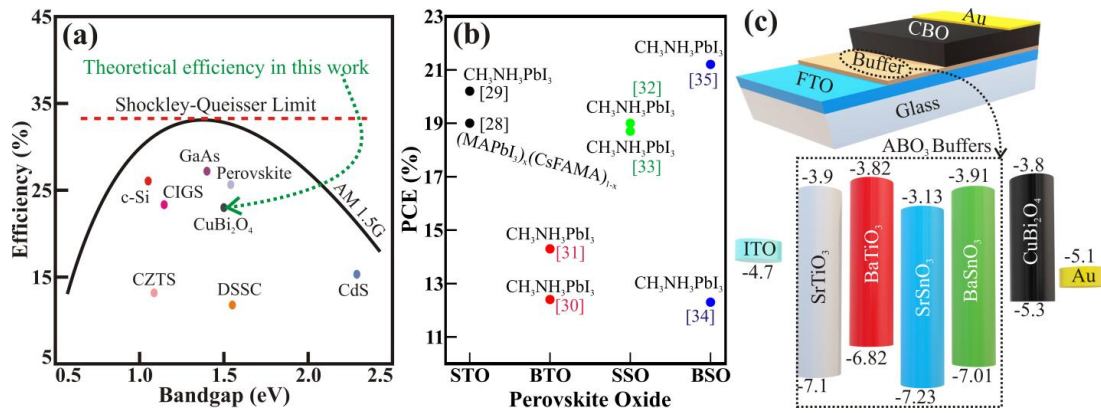 (a)
45
35
25
15
5
Efficiency (%)
0.5 1.0 1.5 2.0 2.5
Bandgap (eV)
Theoretical efficiency in this work
Shockley-Queisser Limit
GaAs
Perovskite
c-Si
CIGS
CuBi₂O₄
AM 1.5G
CZTS
DSSC
CdS
(b)
23
21
19
17
15
13
11
PCE (%)
STO BTO SSO BSO
Perovskite Oxide
CH₃NH₃PbI₃
[35]
CH₃NH₃PbI₃
[29]
[32]
CH₃NH₃PbI₃
[28]
(MAPbI₃)ₓ(CsFAMA)₁₋ₓ
CH₃NH₃PbI₃
[33]
CH₃NH₃PbI₃
[31]
CH₃NH₃PbI₃
[30]
CH₃NH₃PbI₃
[34]
(c)
Au
CBO
Buffer
FTO
Glass
ABO₃ Buffers
ITO
-4.7
-3.9
SrTiO₃
-7.1
-3.82
BaTiO₃
-6.82
-3.13
SrSnO₃
-7.23
-3.91
BaSnO₃
-7.01
-3.8
CuBi₂O₄
-5.3
-5.1
Au